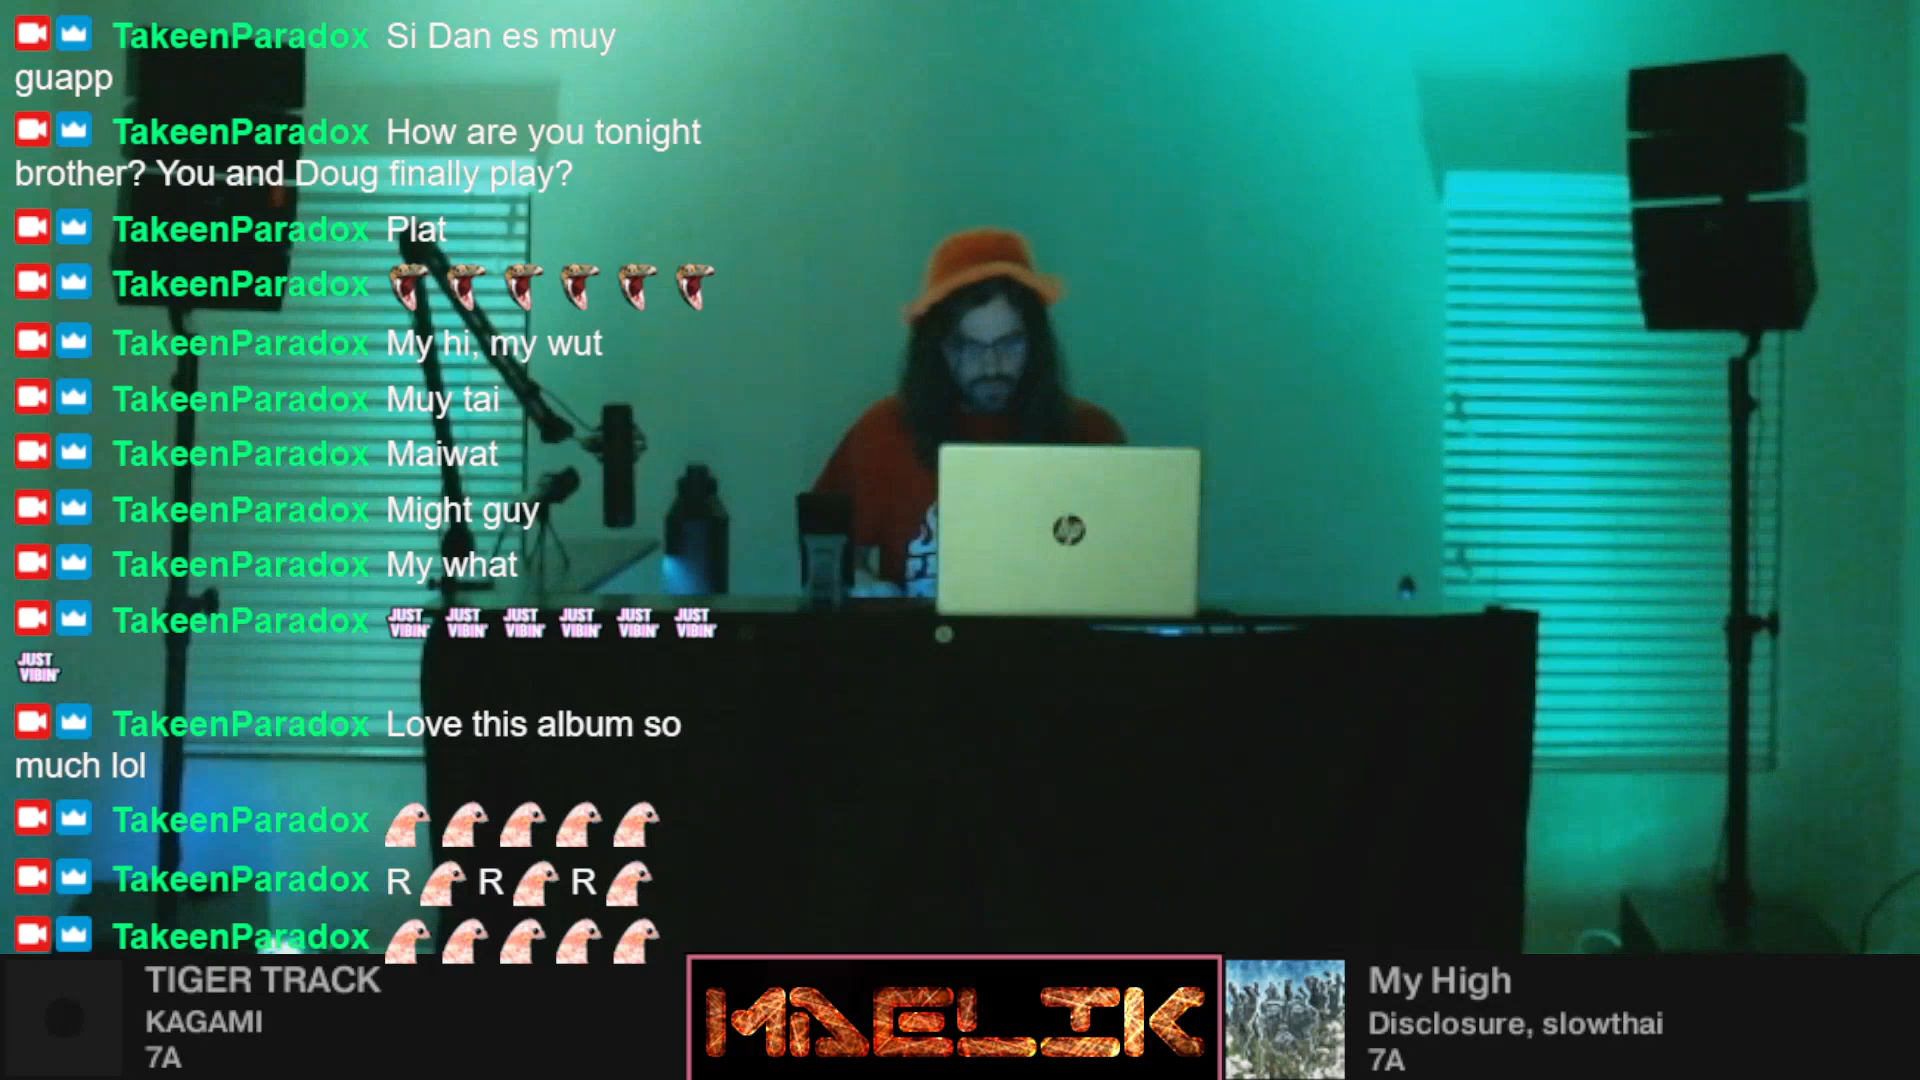 TakeenParadox Si Dan es muy
guapp
TakeenParadox How are you tonight
brother? You and Doug finally play?
TakeenParadox Plat
TakeenParadox
TakeenParadox My hi, my wut
TakeenParadox Muy tai
TakeenParadox Maiwat
TakeenParadox Might guy
TakeenParadox My what
TakeenParadox JUST VIBIN' JUST VIBIN' JUST VIBIN' JUST VIBIN' JUST VIBIN' JUST VIBIN'
JUST VIBIN'
TakeenParadox Love this album so
much lol
TakeenParadox
TakeenParadox R R R
TakeenParadox
TIGER TRACK
KAGAMI
7A
MAELIK
My High
Disclosure, slowthai
7A
hp